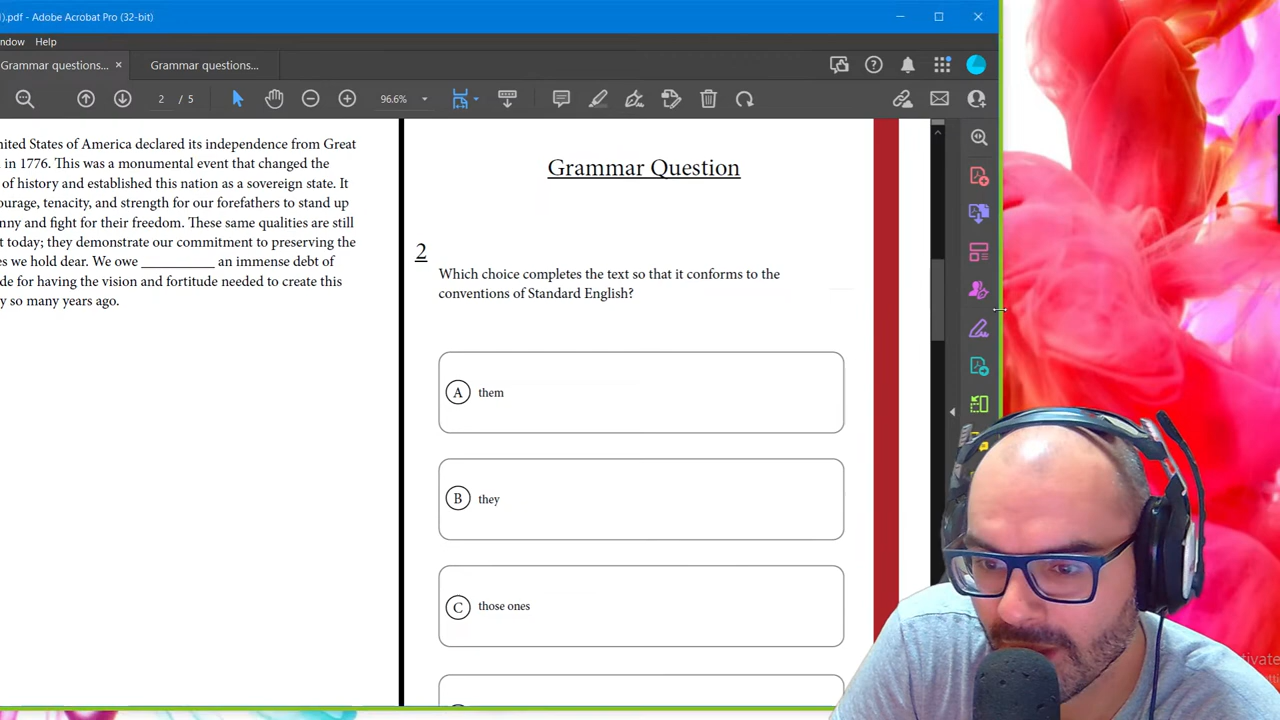 ).pdf - Adobe Acrobat Pro (32-bit)
ndow Help
Grammar questions... ×
Grammar questions...
2 / 5
96.6%
nited States of America declared its independence from Great
in 1776. This was a monumental event that changed the
of history and established this nation as a sovereign state. It
ourage, tenacity, and strength for our forefathers to stand up
nny and fight for their freedom. These same qualities are still
t today; they demonstrate our commitment to preserving the
es we hold dear. We owe ___________ an immense debt of
de for having the vision and fortitude needed to create this
y so many years ago.
Grammar Question
2
Which choice completes the text so that it conforms to the
conventions of Standard English?
A them
B they
C those ones